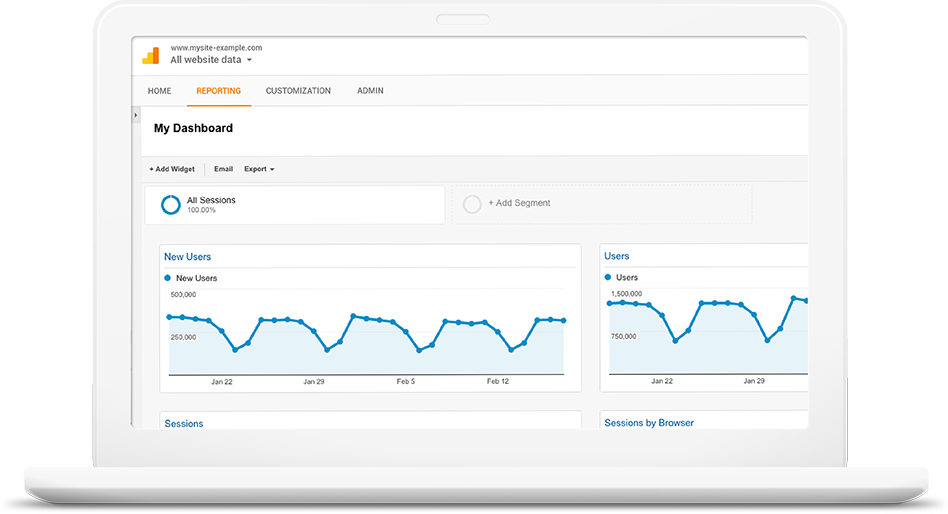 www.mysite-example.com
All website data
HOME REPORTING CUSTOMIZATION ADMIN
My Dashboard
+ Add Widget Email Export
All Sessions
100.00%
+ Add Segment
New Users
New Users
500,000
250,000
Jan 22 Jan 29 Feb 5 Feb 12
Users
Users
1,500,000
750,000
Jan 22 Jan 29
Sessions
Sessions by Browser